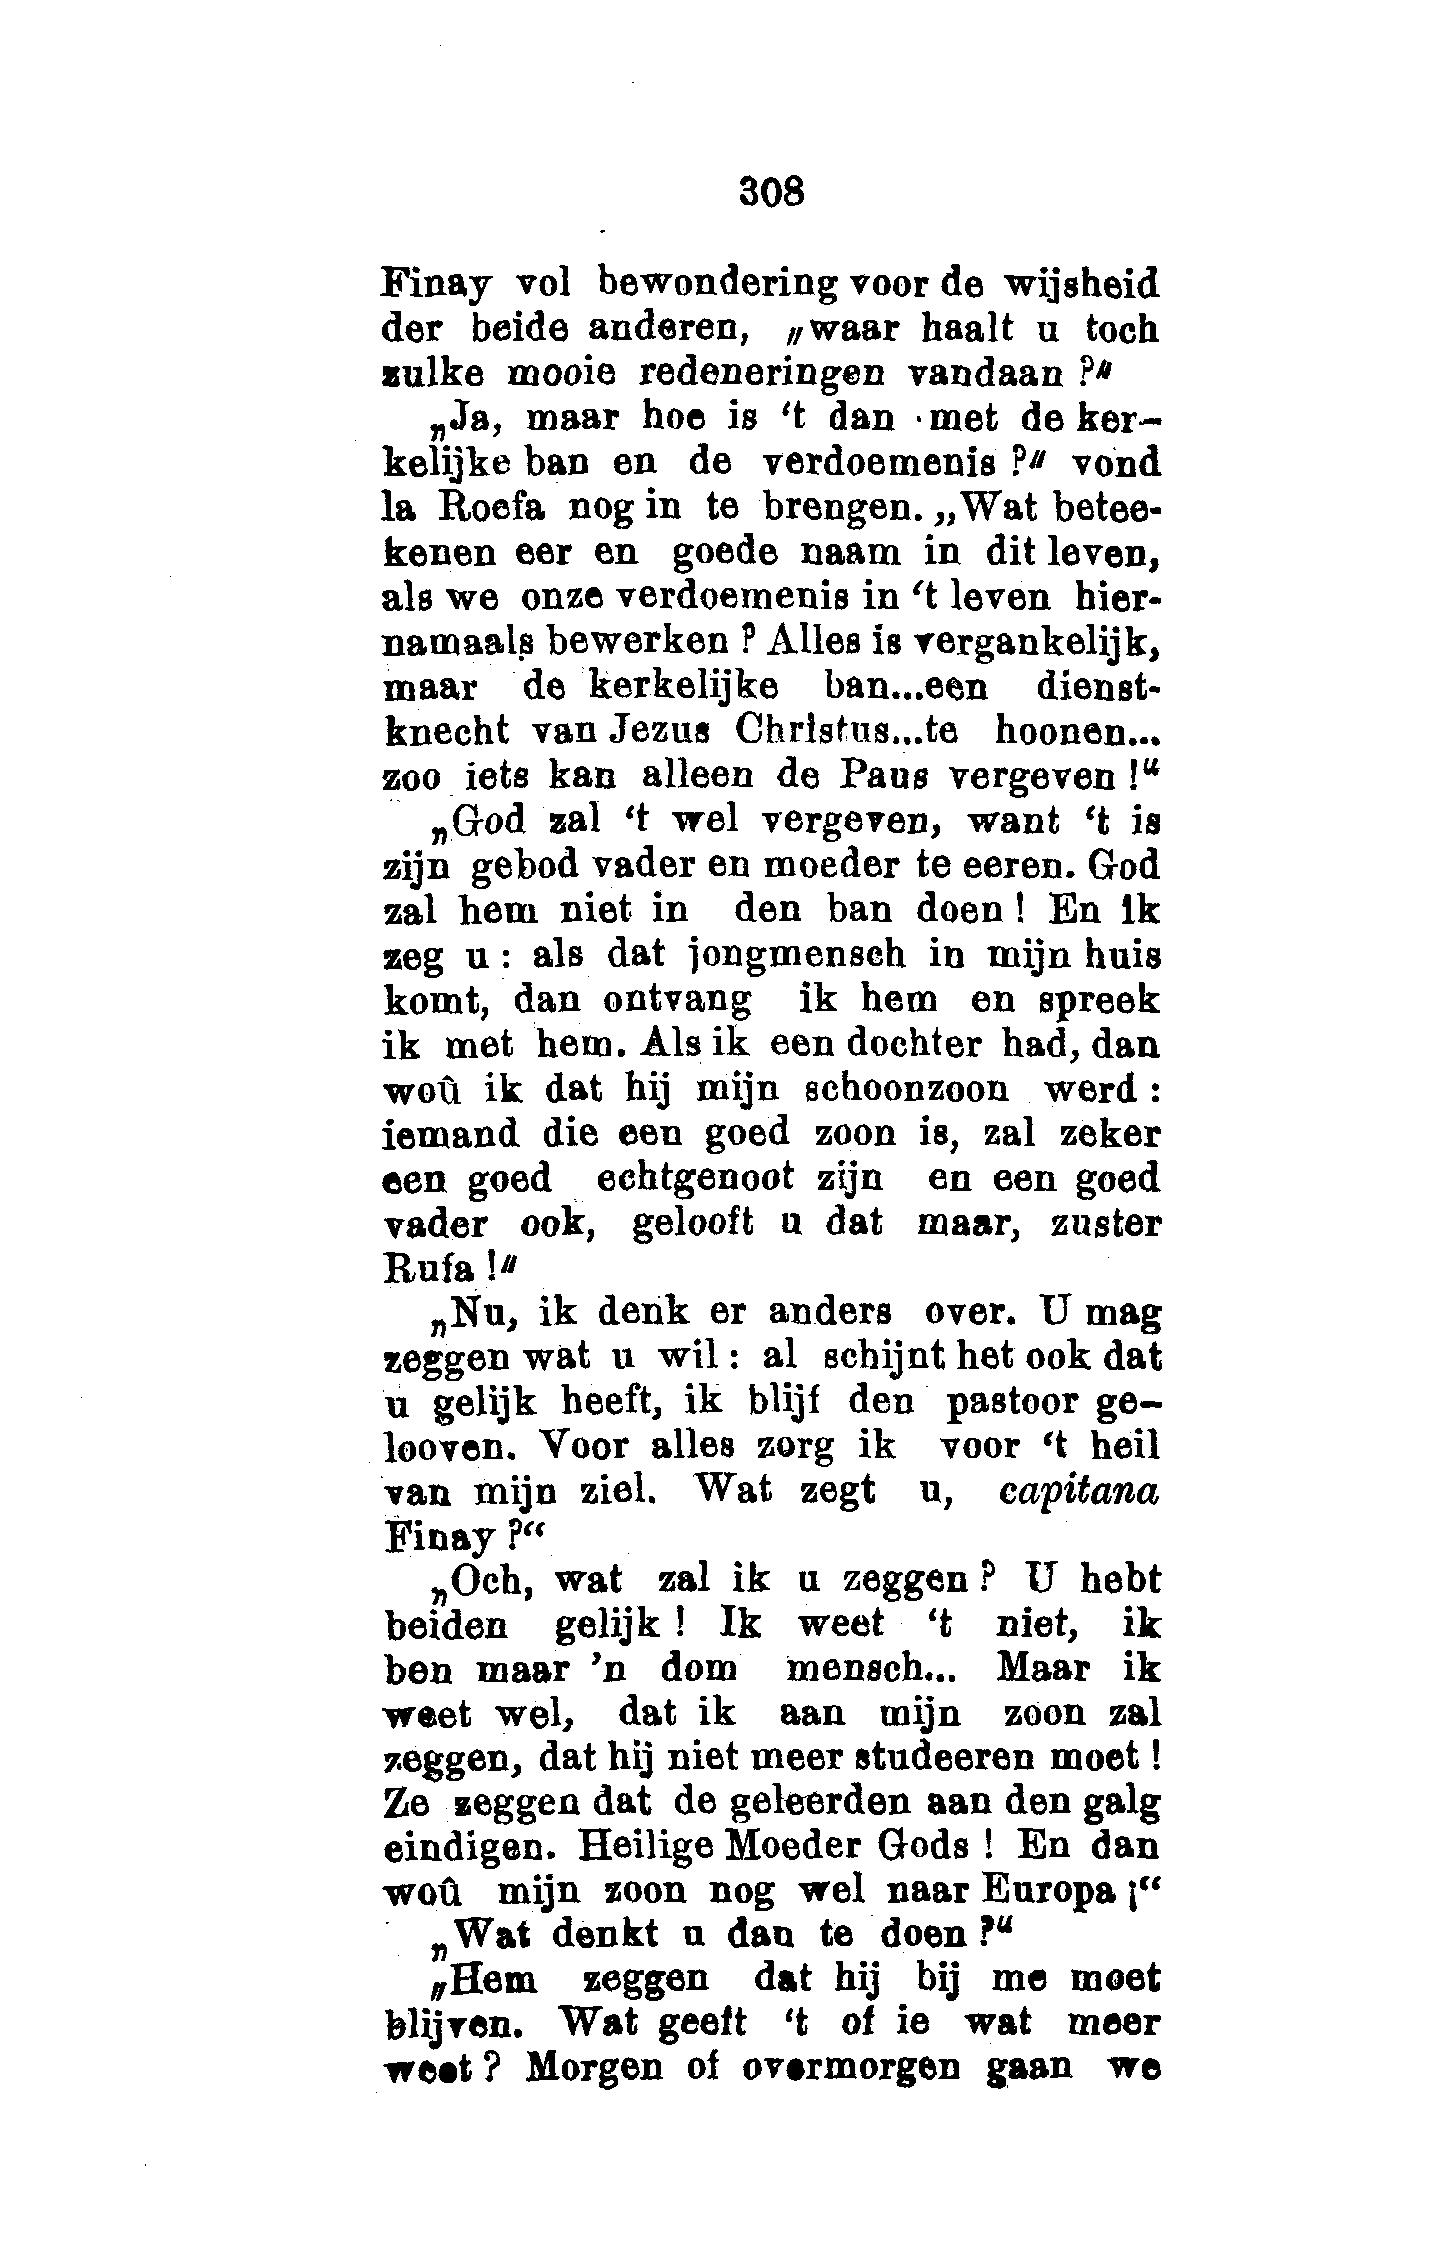 308
Finay vol bewondering voor de wijsheid
der beide anderen, „waar haalt u toch
zulke mooie redeneringen vandaan ?"
„Ja, maar hoe is ‘t dan met de ker-
kelijke ban en de verdoemenis ?" vond
la Roefa nog in te brengen. „Wat betee-
kenen eer en goede naam in dit leven,
als we onze verdoemenis in ‘t leven hier-
namaals bewerken ? Alles is vergankelijk,
maar de kerkelijke ban...een dienst-
knecht van Jezus Christus...te hoonen...
zoo iets kan alleen de Paus vergeven !“
„God zal ‘t wel vergeven, want ‘t is
zijn gebod vader en moeder te eeren. God
zal hem niet in den ban doen ! En ik
zeg u : als dat jongmensch in mijn huis
komt, dan ontvang ik hem en spreek
ik met hem. Als ik een dochter had, dan
woû ik dat hij mijn schoonzoon werd :
iemand die een goed zoon is, zal zeker
een goed echtgenoot zijn en een goed
vader ook, gelooft u dat maar, zuster
Rufa !"
„Nu, ik denk er anders over. U mag
zeggen wat u wil : al schijnt het ook dat
u gelijk heeft, ik blijf den pastoor ge-
looven. Voor alles zorg ik voor ‘t heil
van mijn ziel. Wat zegt u, capitana
Finay ?“
„Och, wat zal ik u zeggen ? U hebt
beiden gelijk ! Ik weet ‘t niet, ik
ben maar ’n dom mensch... Maar ik
weet wel, dat ik aan mijn zoon zal
zeggen, dat hij niet meer studeeren moet !
Ze zeggen dat de geleerden aan den galg
eindigen. Heilige Moeder Gods ! En dan
woû mijn zoon nog wel naar Europa ¡“
„Wat denkt u dan te doen ?“
„Hem zeggen dat hij bij me moet
blijven. Wat geeft ‘t of ie wat meer
weet ? Morgen of overmorgen gaan we